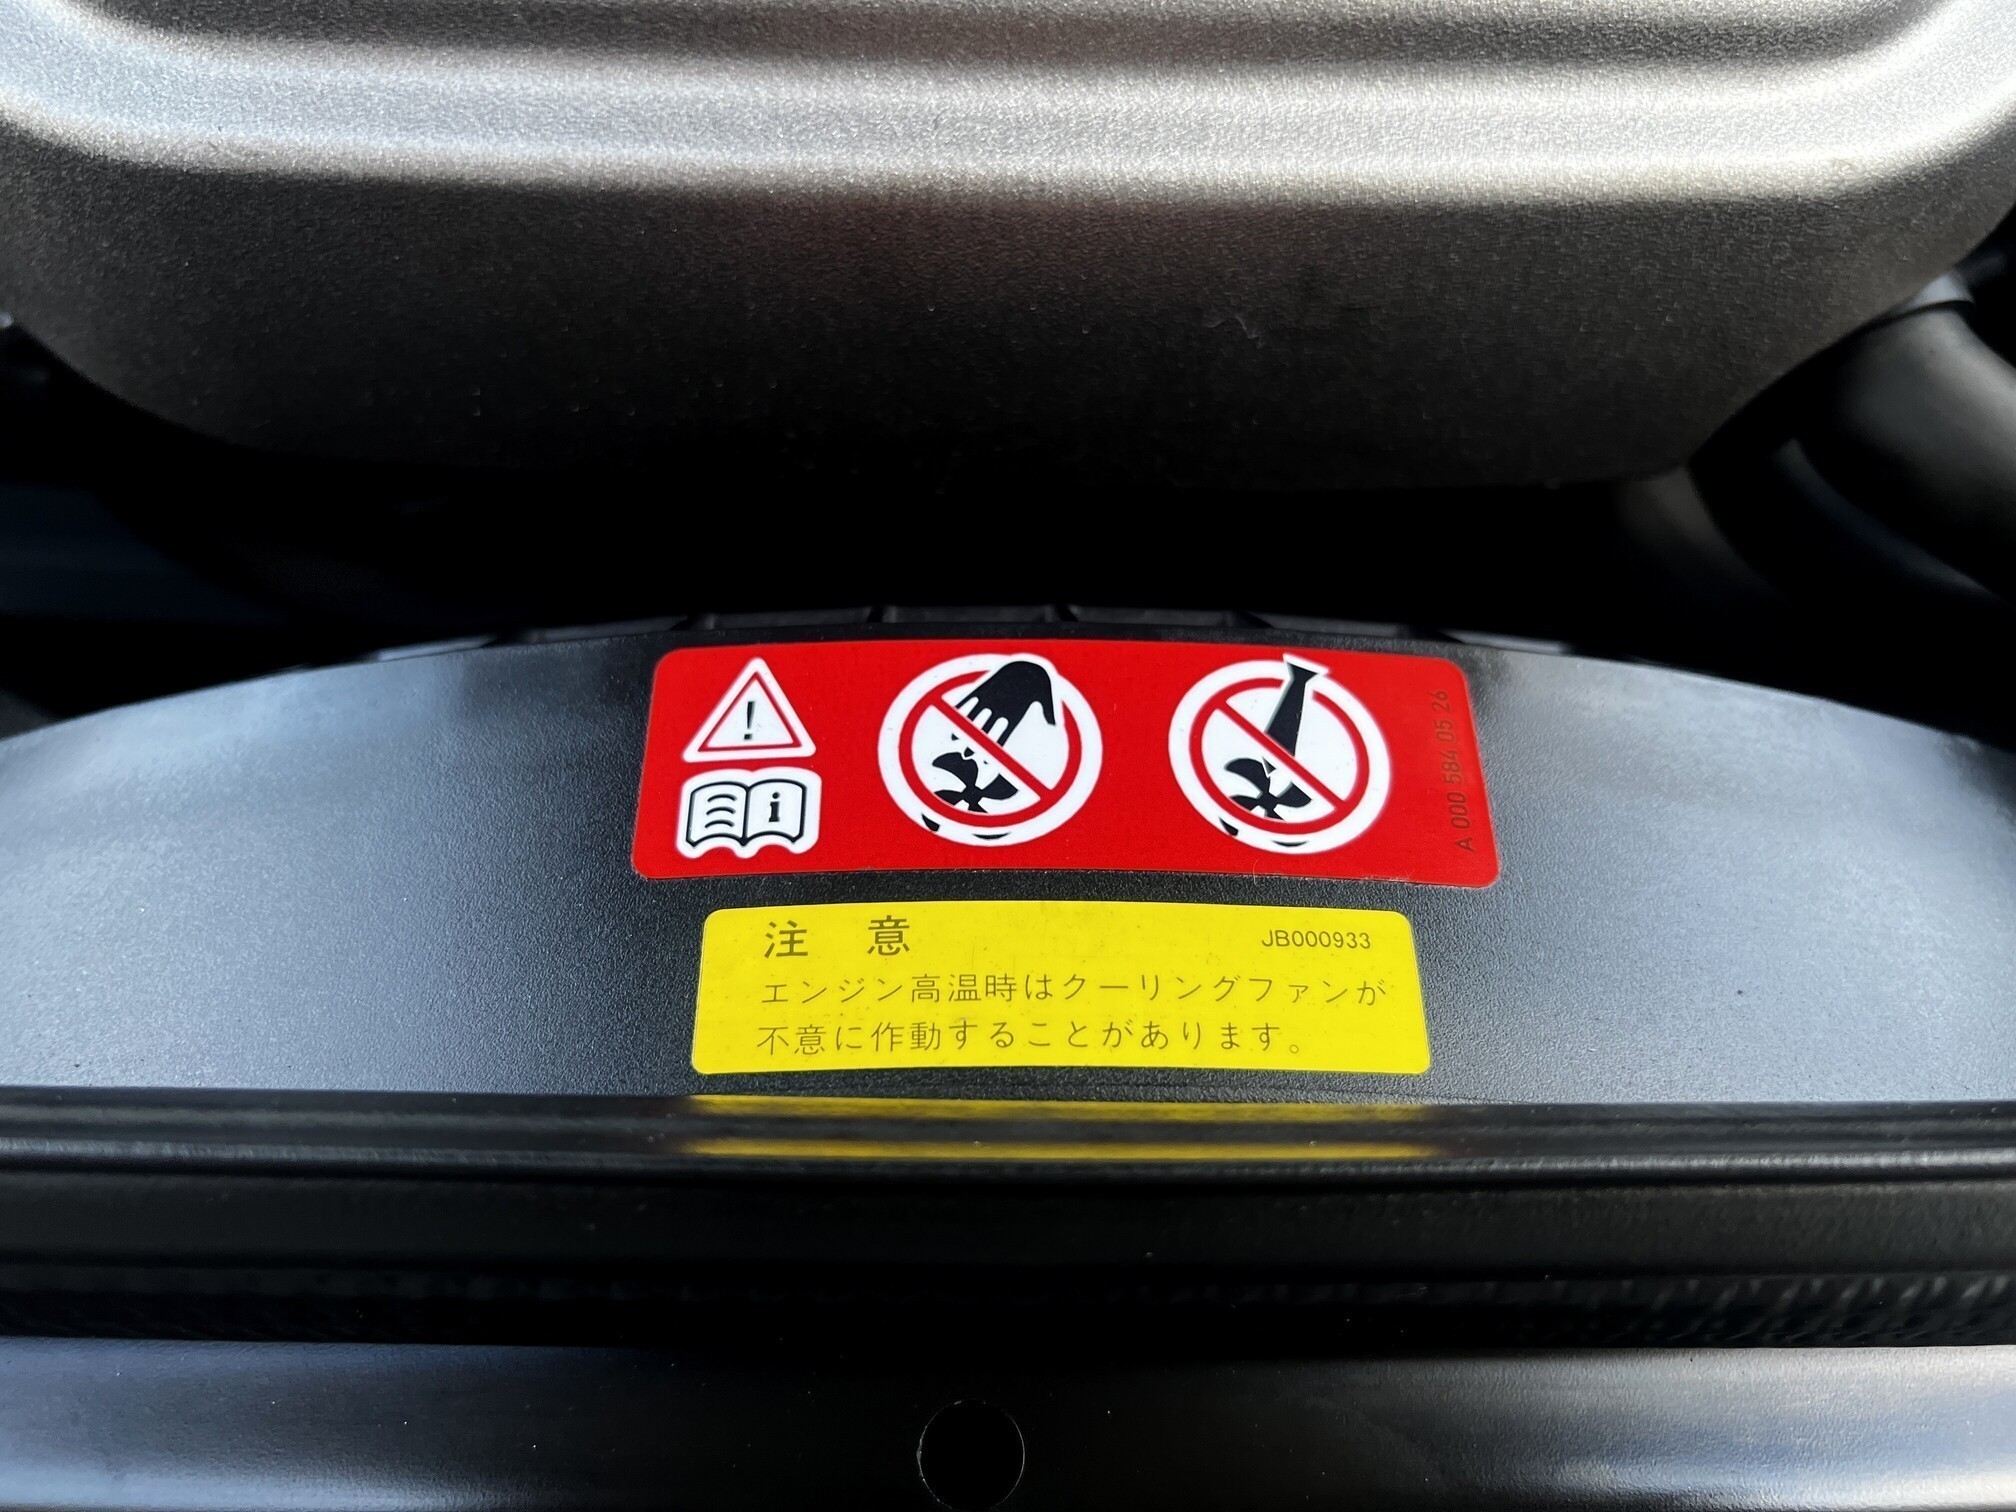 A 000 584 05 26
注 意 JB000933
エンジン高温時はクーリングファンが
不意に作動することがあります。